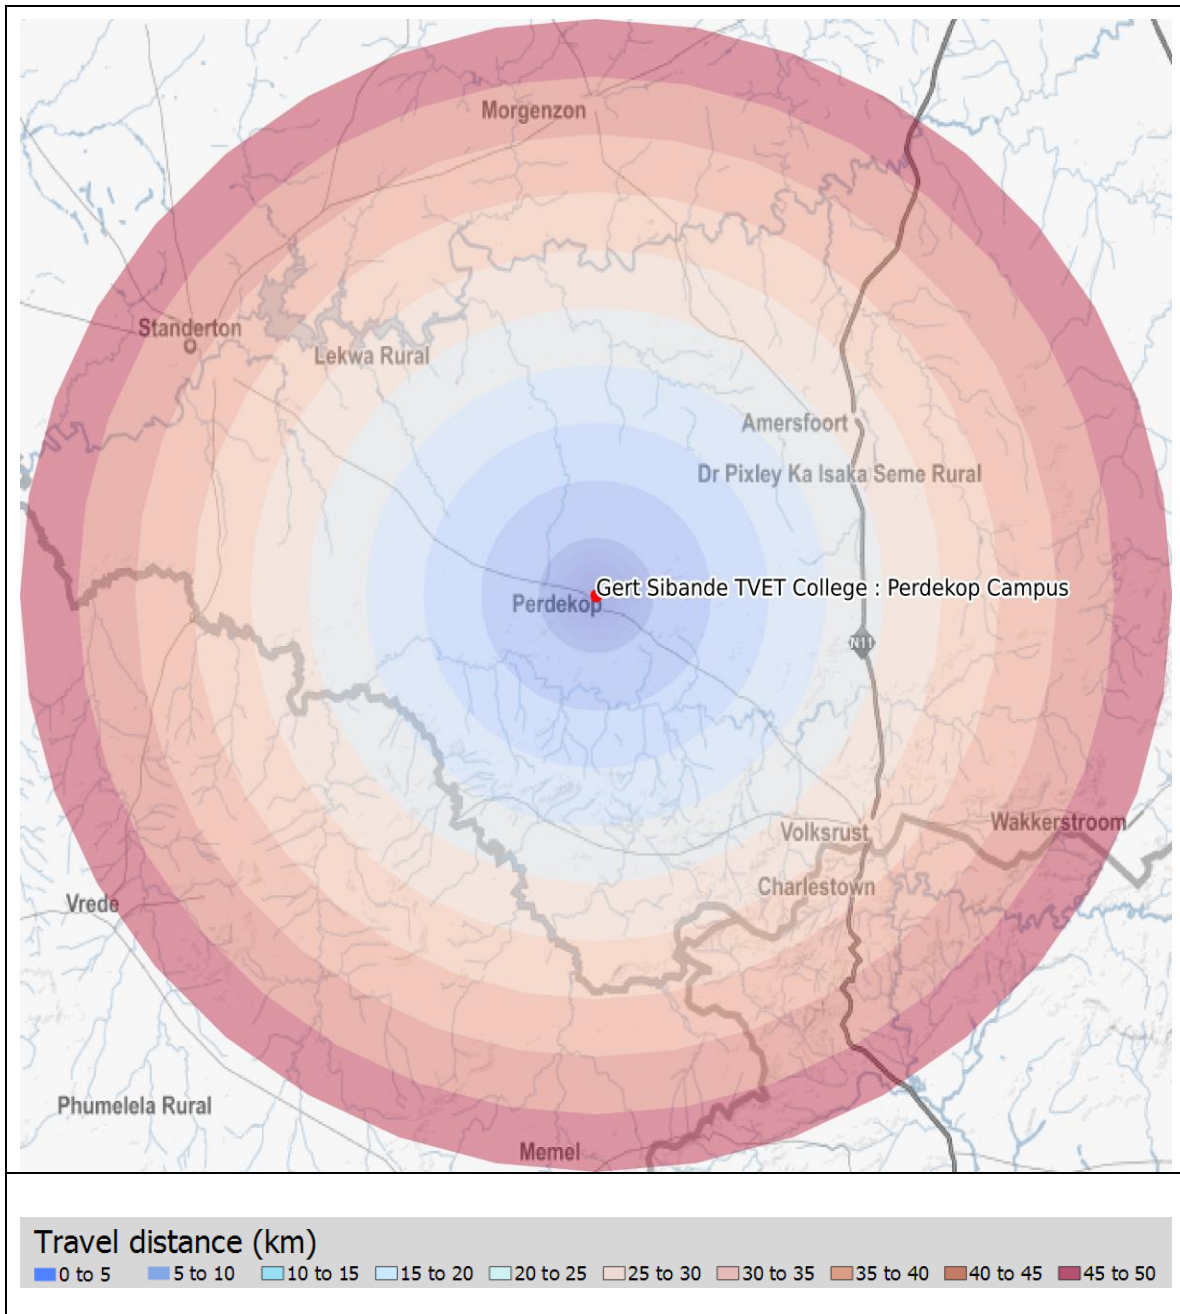 Morgenzon
Standerton
Lekwa Rural
Amersfoort
Dr Pixley Ka Isaka Seme Rural
Gert Sibande TVET College : Perdekop Campus
Perdekop
N11
Volksrust
Wakkerstroom
Charlestown
Vrede
Phumelela Rural
Memel
Travel distance (km)
0 to 5 5 to 10 10 to 15 15 to 20 20 to 25 25 to 30 30 to 35 35 to 40 40 to 45 45 to 50